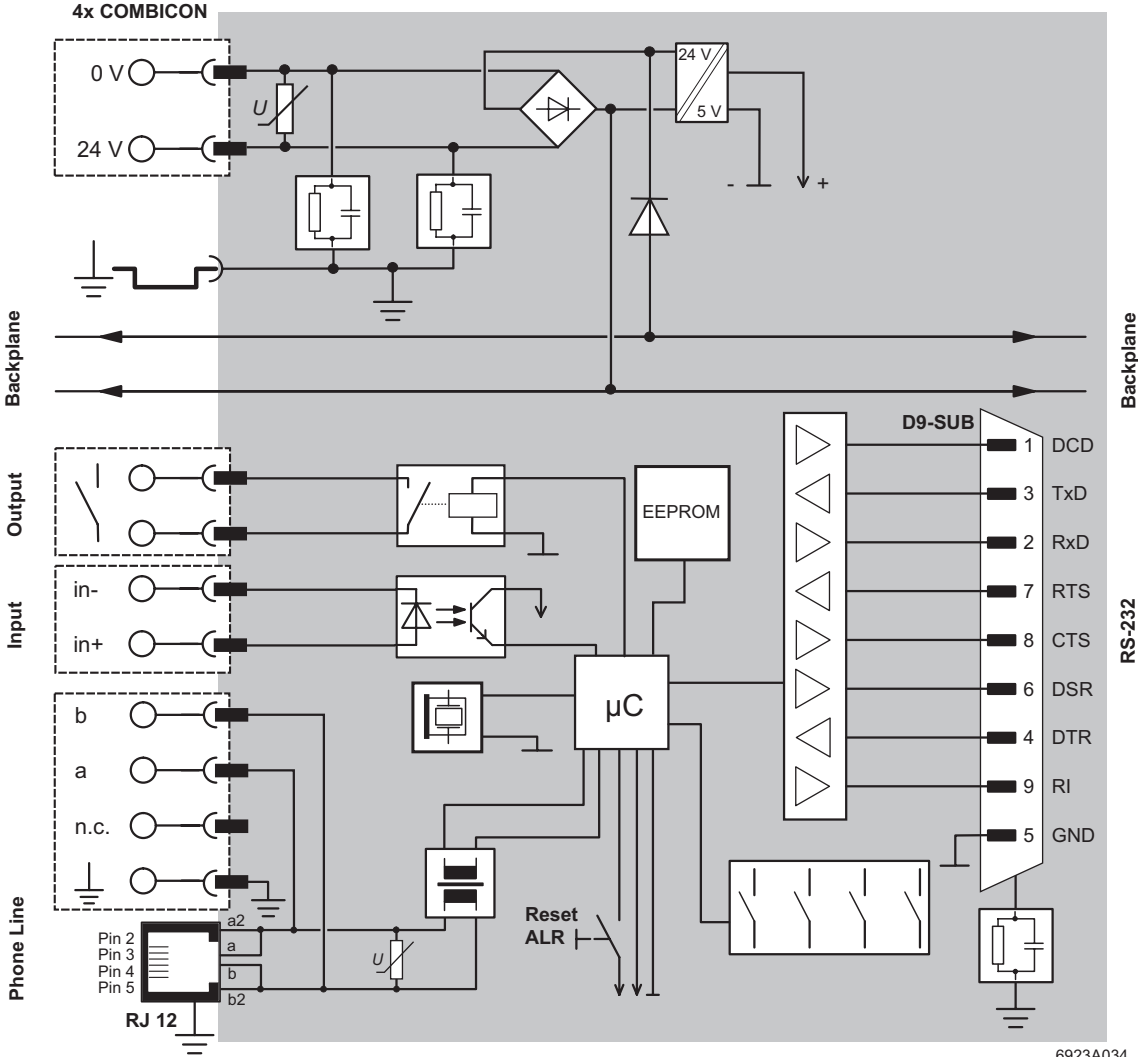 4x COMBICON
0 V
24 V
U
24 V
5 V
-
+
Backplane
Backplane
Output
Input
in-
in+
b
a
n.c.
Phone Line
Pin 2
Pin 3
Pin 4
Pin 5
a2
a
b
b2
RJ 12
U
EEPROM
µC
Reset
ALR
D9-SUB
1 DCD
3 TxD
2 RxD
7 RTS
8 CTS
6 DSR
4 DTR
9 RI
5 GND
RS-232
6923A034